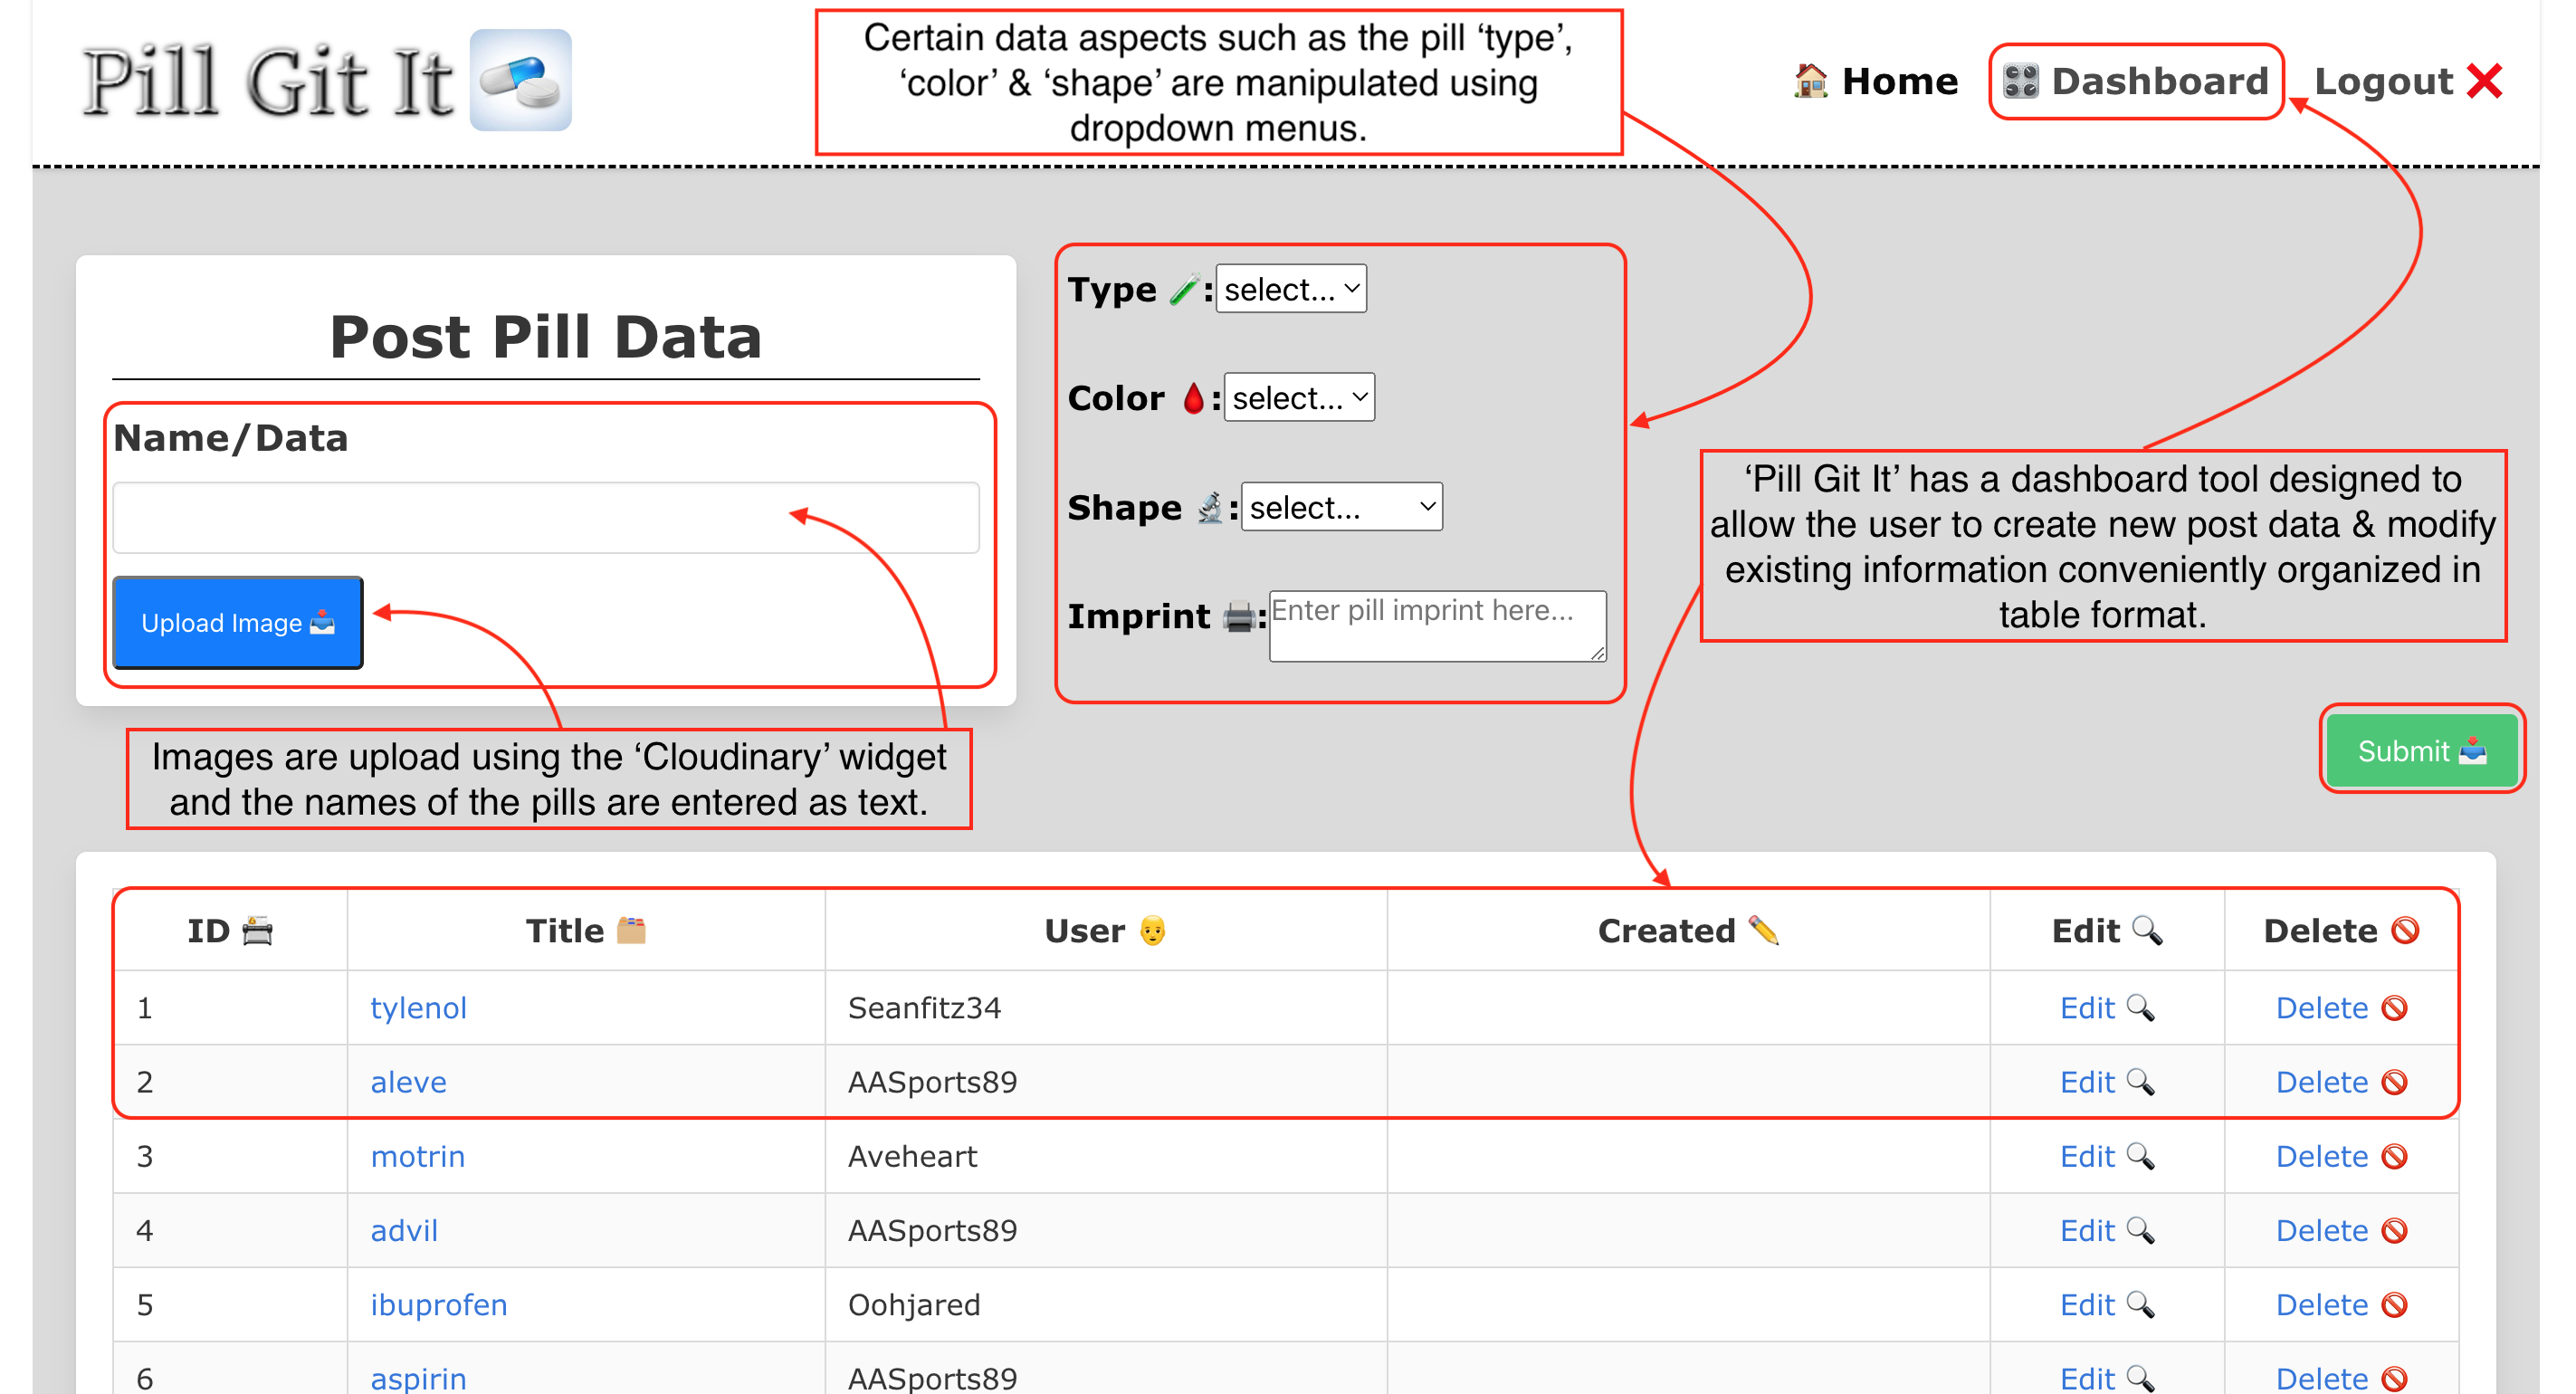 Pill Git It
Certain data aspects such as the pill ‘type’,
‘color’ & ‘shape’ are manipulated using
dropdown menus.
Home
Dashboard
Logout
Post Pill Data
Name/Data
Upload Image
Images are upload using the ‘Cloudinary’ widget
and the names of the pills are entered as text.
Type : select...
Color : select...
Shape : select...
Imprint : Enter pill imprint here...
‘Pill Git It’ has a dashboard tool designed to
allow the user to create new post data & modify
existing information conveniently organized in
table format.
Submit
ID Title User Created Edit Delete
1 tylenol Seanfitz34 Edit Delete
2 aleve AASports89 Edit Delete
3 motrin Aveheart Edit Delete
4 advil AASports89 Edit Delete
5 ibuprofen Oohjared Edit Delete
6 aspirin AASports89 Edit Delete